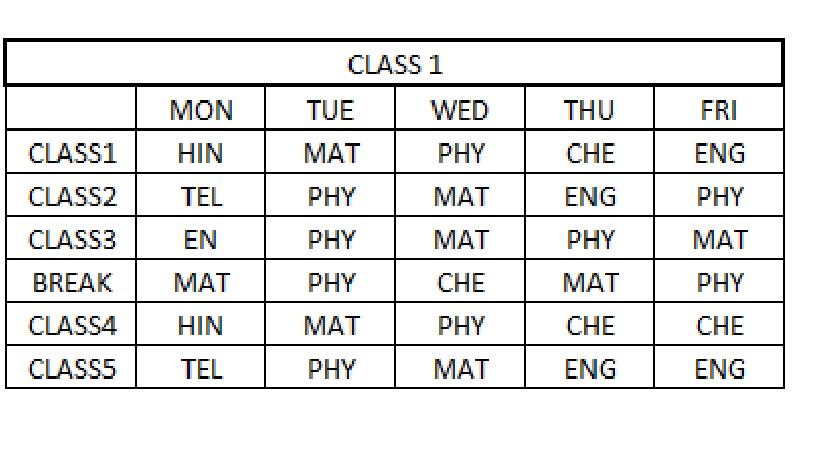 CLASS 1
MON TUE WED THU FRI
CLASS1 HIN MAT PHY CHE ENG
CLASS2 TEL PHY MAT ENG PHY
CLASS3 EN PHY MAT PHY MAT
BREAK MAT PHY CHE MAT PHY
CLASS4 HIN MAT PHY CHE CHE
CLASS5 TEL PHY MAT ENG ENG